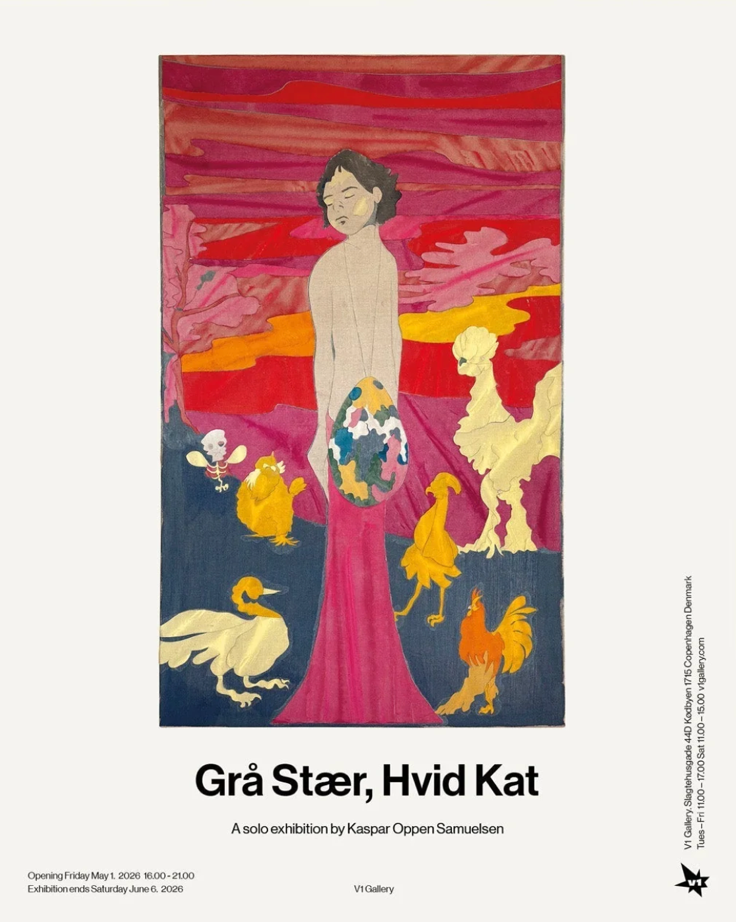 Grå Stær, Hvid Kat
A solo exhibition by Kaspar Oppen Samuelsen
Opening Friday May 1. 2026 16.00 - 21.00
Exhibition ends Saturday June 6. 2026
V1 Gallery
V1 Gallery. Slagtehusgade 44D Kødbyen 1715 Copenhagen Denmark
Tues – Fri 11.00 – 17.00 Sat 11.00 – 15.00 v1gallery.com
V1